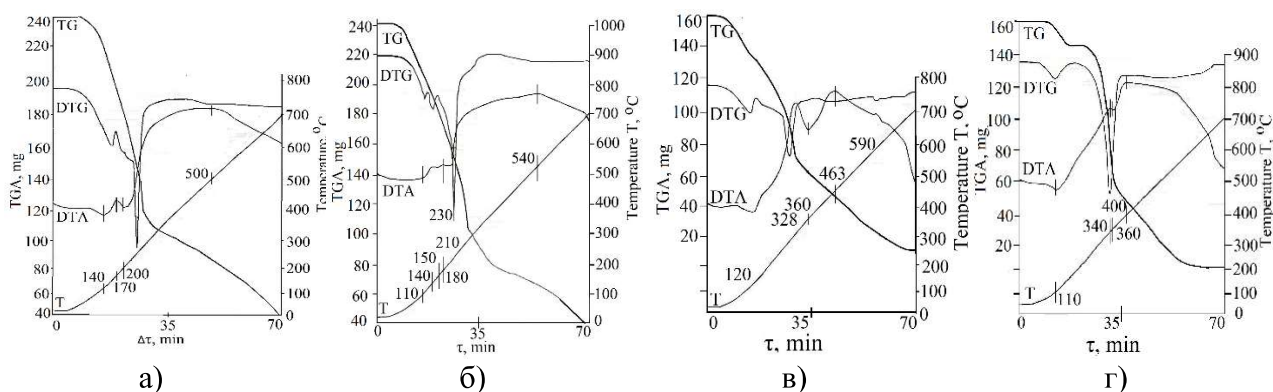 TGA, mg
240
220
200
180
160
140
120
100
80
60
40
TG
DTG
DTA
T
140
170
200
500
800
700
600
500
400
300
200
100
0
Temperature T, °C
0 35 70
Δτ, min
а)
TGA, mg
240
220
200
180
160
140
120
100
80
60
40
TG
DTG
DTA
T
110
140
150
180
210
230
540
1000
900
800
700
600
500
400
300
200
100
0
Temperature T, °C
0 35 70
τ, min
б)
TGA, mg
160
140
120
100
80
60
40
20
TG
DTG
DTA
T
120
328
360
463
590
800
700
600
500
400
300
200
100
0
Temperature T, °C
0 35 70
τ, min
в)
TGA, mg
160
140
120
100
80
60
40
20
TG
DTG
DTA
T
110
340
360
400
900
800
700
600
500
400
300
200
100
0
Temperature T, °C
0 35 70
τ, min
г)